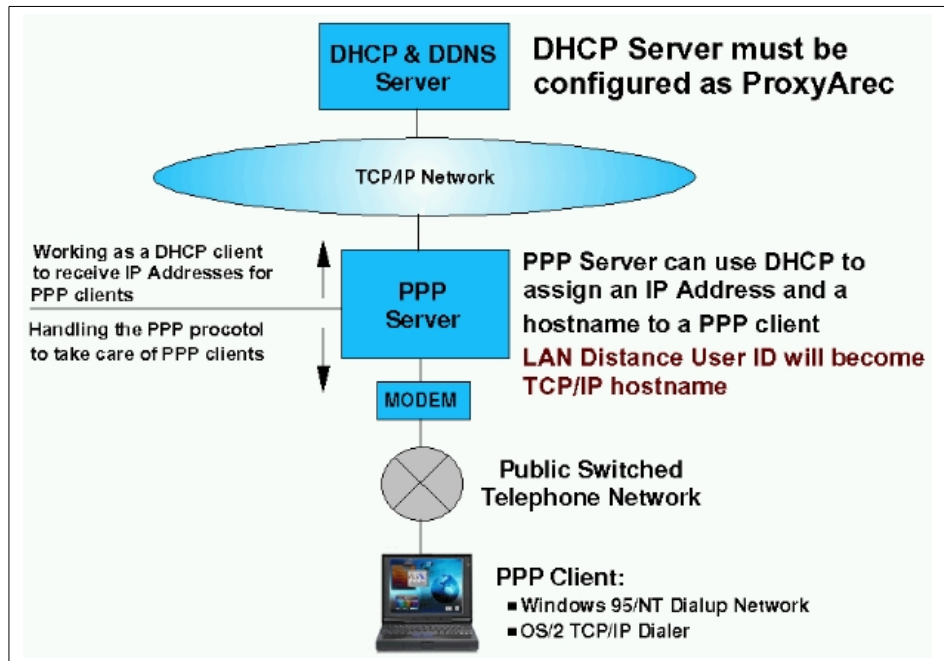 DHCP & DDNS
Server
DHCP Server must be
configured as ProxyArec
TCP/IP Network
Working as a DHCP client
to receive IP Addresses for
PPP clients
Handling the PPP procotol
to take care of PPP clients
PPP
Server
PPP Server can use DHCP to
assign an IP Address and a
hostname to a PPP client
LAN Distance User ID will become
TCP/IP hostname
MODEM
Public Switched
Telephone Network
PPP Client:
▪ Windows 95/NT Dialup Network
▪ OS/2 TCP/IP Dialer